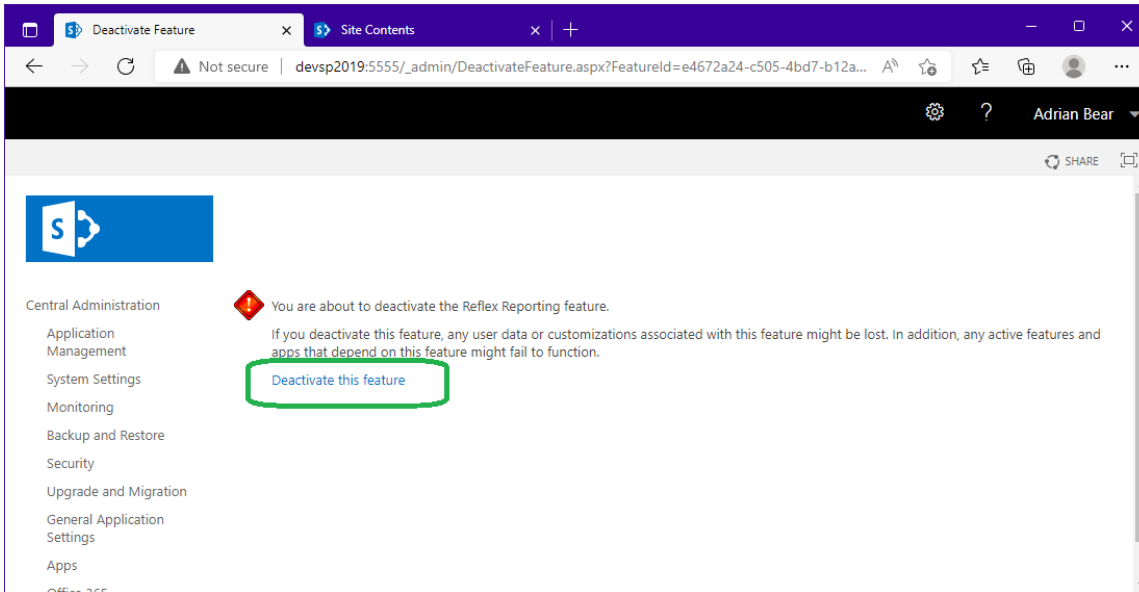 Deactivate Feature
Site Contents
Not secure | devsp2019:5555/_admin/DeactivateFeature.aspx?FeatureId=e4672a24-c505-4bd7-b12a...
? Adrian Bear
SHARE
S
Central Administration
Application
Management
System Settings
Monitoring
Backup and Restore
Security
Upgrade and Migration
General Application
Settings
Apps
Office 365
You are about to deactivate the Reflex Reporting feature.
If you deactivate this feature, any user data or customizations associated with this feature might be lost. In addition, any active features and
apps that depend on this feature might fail to function.
Deactivate this feature